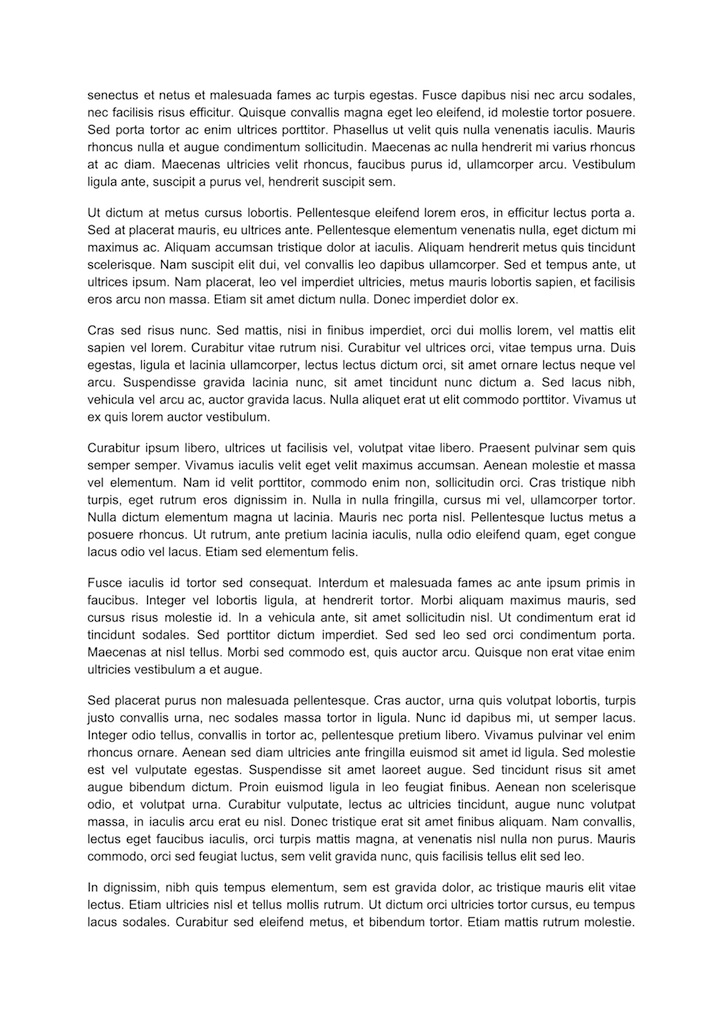 senectus et netus et malesuada fames ac turpis egestas. Fusce dapibus nisi nec arcu sodales,
nec facilisis risus efficitur. Quisque convallis magna eget leo eleifend, id molestie tortor posuere.
Sed porta tortor ac enim ultrices porttitor. Phasellus ut velit quis nulla venenatis iaculis. Mauris
rhoncus nulla et augue condimentum sollicitudin. Maecenas ac nulla hendrerit mi varius rhoncus
at ac diam. Maecenas ultricies velit rhoncus, faucibus purus id, ullamcorper arcu. Vestibulum
ligula ante, suscipit a purus vel, hendrerit suscipit sem.
Ut dictum at metus cursus lobortis. Pellentesque eleifend lorem eros, in efficitur lectus porta a.
Sed at placerat mauris, eu ultrices ante. Pellentesque elementum venenatis nulla, eget dictum mi
maximus ac. Aliquam accumsan tristique dolor at iaculis. Aliquam hendrerit metus quis tincidunt
scelerisque. Nam suscipit elit dui, vel convallis leo dapibus ullamcorper. Sed et tempus ante, ut
ultrices ipsum. Nam placerat, leo vel imperdiet ultricies, metus mauris lobortis sapien, et facilisis
eros arcu non massa. Etiam sit amet dictum nulla. Donec imperdiet dolor ex.
Cras sed risus nunc. Sed mattis, nisi in finibus imperdiet, orci dui mollis lorem, vel mattis elit
sapien vel lorem. Curabitur vitae rutrum nisi. Curabitur vel ultrices orci, vitae tempus urna. Duis
egestas, ligula et lacinia ullamcorper, lectus lectus dictum orci, sit amet ornare lectus neque vel
arcu. Suspendisse gravida lacinia nunc, sit amet tincidunt nunc dictum a. Sed lacus nibh,
vehicula vel arcu ac, auctor gravida lacus. Nulla aliquet erat ut elit commodo porttitor. Vivamus ut
ex quis lorem auctor vestibulum.
Curabitur ipsum libero, ultrices ut facilisis vel, volutpat vitae libero. Praesent pulvinar sem quis
semper semper. Vivamus iaculis velit eget velit maximus accumsan. Aenean molestie et massa
vel elementum. Nam id velit porttitor, commodo enim non, sollicitudin orci. Cras tristique nibh
turpis, eget rutrum eros dignissim in. Nulla in nulla fringilla, cursus mi vel, ullamcorper tortor.
Nulla dictum elementum magna ut lacinia. Mauris nec porta nisl. Pellentesque luctus metus a
posuere rhoncus. Ut rutrum, ante pretium lacinia iaculis, nulla odio eleifend quam, eget congue
lacus odio vel lacus. Etiam sed elementum felis.
Fusce iaculis id tortor sed consequat. Interdum et malesuada fames ac ante ipsum primis in
faucibus. Integer vel lobortis ligula, at hendrerit tortor. Morbi aliquam maximus mauris, sed
cursus risus molestie id. In a vehicula ante, sit amet sollicitudin nisl. Ut condimentum erat id
tincidunt sodales. Sed porttitor dictum imperdiet. Sed sed leo sed orci condimentum porta.
Maecenas at nisl tellus. Morbi sed commodo est, quis auctor arcu. Quisque non erat vitae enim
ultricies vestibulum a et augue.
Sed placerat purus non malesuada pellentesque. Cras auctor, urna quis volutpat lobortis, turpis
justo convallis urna, nec sodales massa tortor in ligula. Nunc id dapibus mi, ut semper lacus.
Integer odio tellus, convallis in tortor ac, pellentesque pretium libero. Vivamus pulvinar vel enim
rhoncus ornare. Aenean sed diam ultricies ante fringilla euismod sit amet id ligula. Sed molestie
est vel vulputate egestas. Suspendisse sit amet laoreet augue. Sed tincidunt risus sit amet
augue bibendum dictum. Proin euismod ligula in leo feugiat finibus. Aenean non scelerisque
odio, et volutpat urna. Curabitur vulputate, lectus ac ultricies tincidunt, augue nunc volutpat
massa, in iaculis arcu erat eu nisl. Donec tristique erat sit amet finibus aliquam. Nam convallis,
lectus eget faucibus iaculis, orci turpis mattis magna, at venenatis nisl nulla non purus. Mauris
commodo, orci sed feugiat luctus, sem velit gravida nunc, quis facilisis tellus elit sed leo.
In dignissim, nibh quis tempus elementum, sem est gravida dolor, ac tristique mauris elit vitae
lectus. Etiam ultricies nisl et tellus mollis rutrum. Ut dictum orci ultricies tortor cursus, eu tempus
lacus sodales. Curabitur sed eleifend metus, et bibendum tortor. Etiam mattis rutrum molestie.